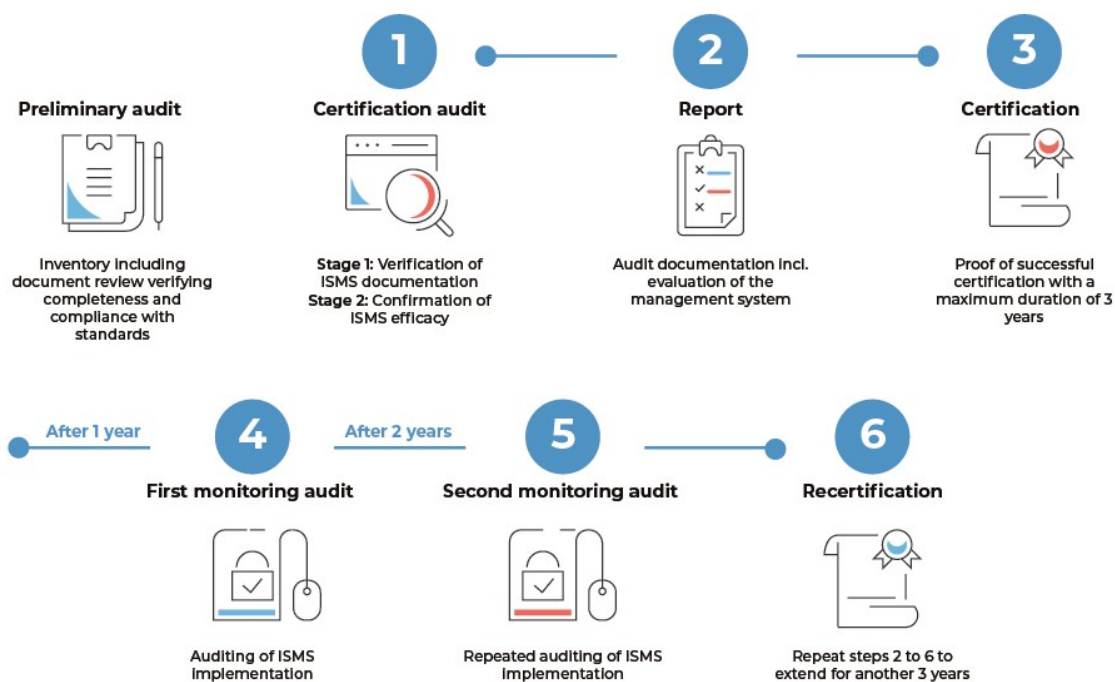 1
2
3
Preliminary audit
Certification audit
Report
Certification
Inventory including
document review verifying
completeness and
compliance with
standards
Stage 1: Verification of
ISMS documentation
Stage 2: Confirmation of
ISMS efficacy
Audit documentation incl.
evaluation of the
management system
Proof of successful
certification with a
maximum duration of 3
years
After 1 year
4
After 2 years
5
6
First monitoring audit
Second monitoring audit
Recertification
Auditing of ISMS
implementation
Repeated auditing of ISMS
implementation
Repeat steps 2 to 6 to
extend for another 3 years